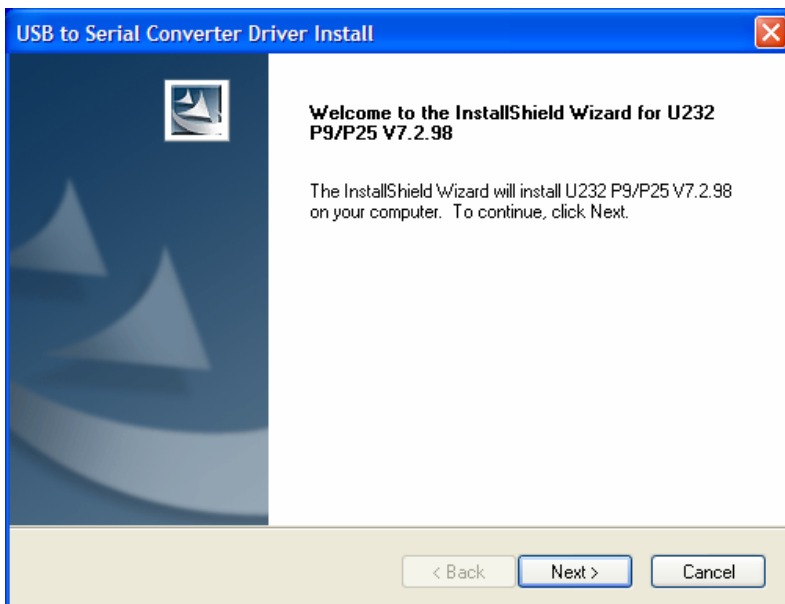 USB to Serial Converter Driver Install
Welcome to the InstallShield Wizard for U232
P9/P25 V7.2.98
The InstallShield Wizard will install U232 P9/P25 V7.2.98
on your computer. To continue, click Next.
< Back
Next >
Cancel